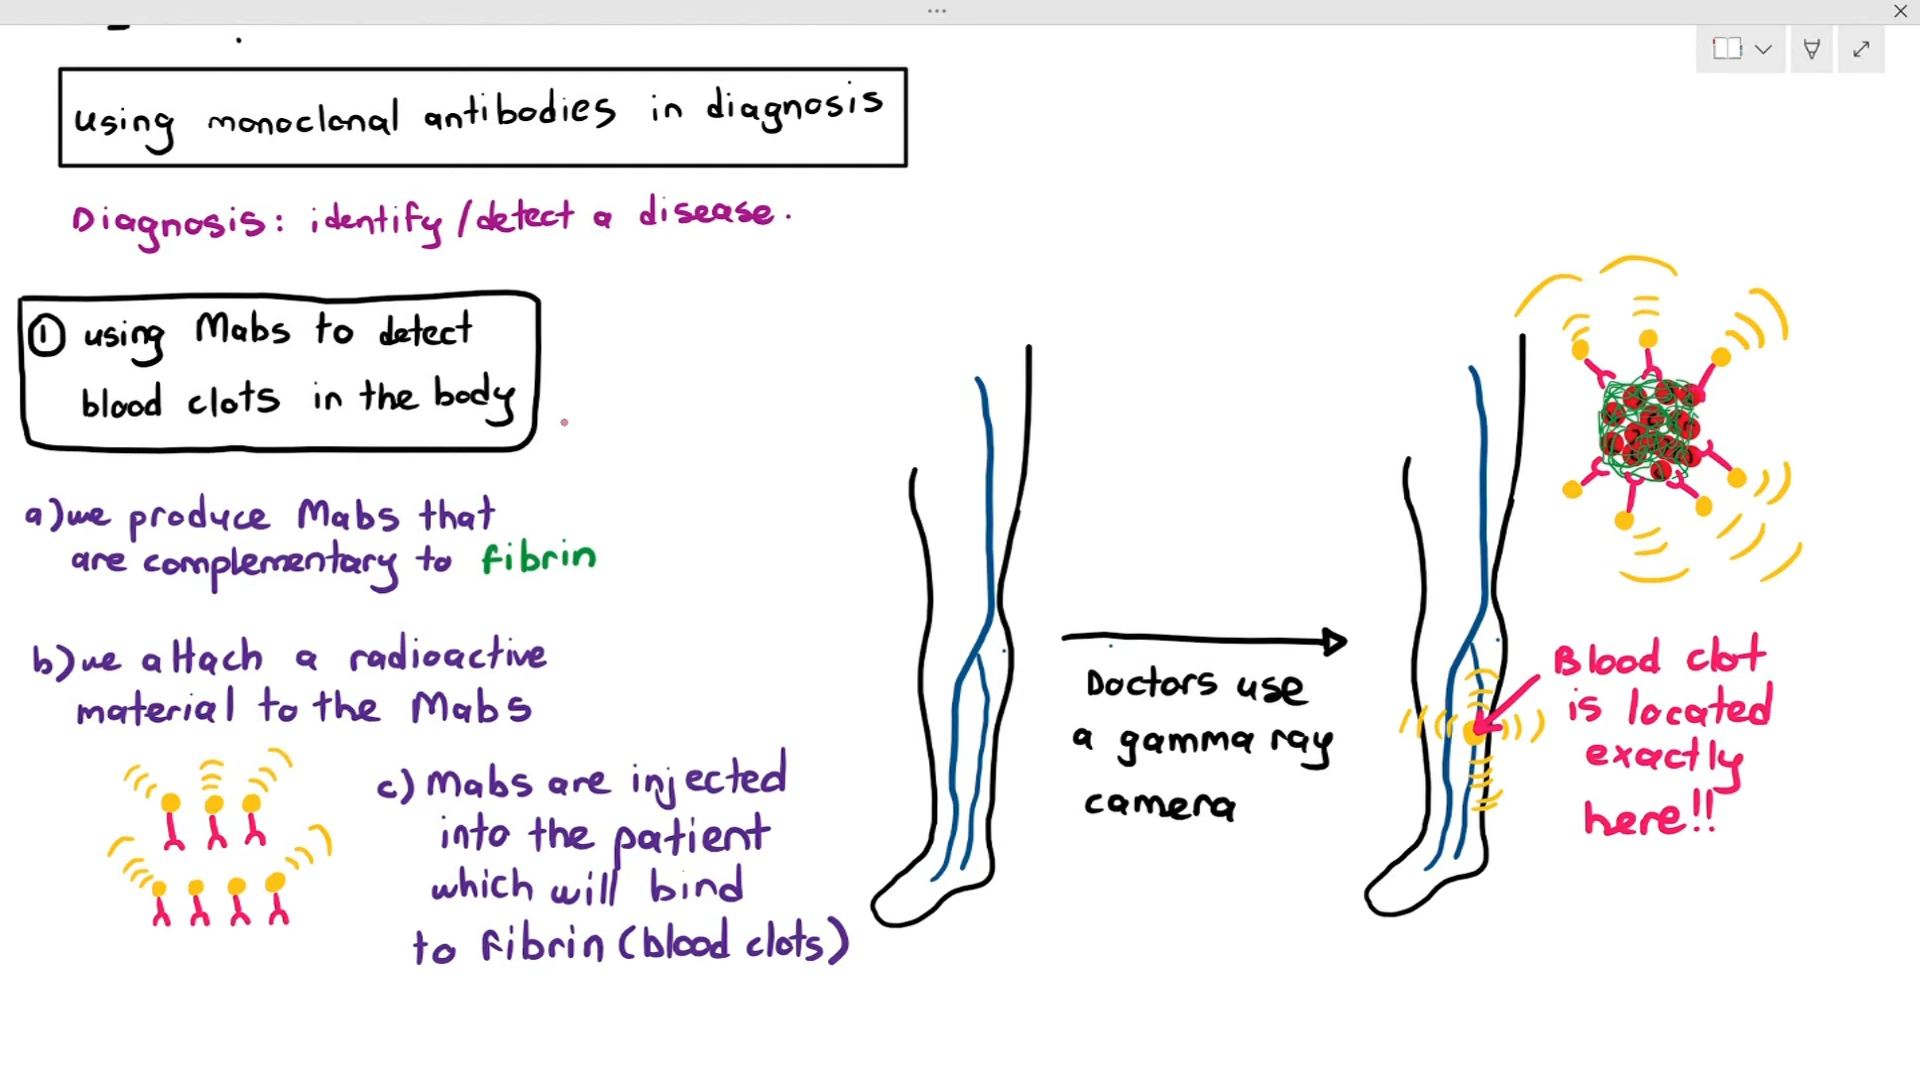 using monoclonal antibodies in diagnosis
Diagnosis: identify/detect a disease.
① using Mabs to detect
blood clots in the body
a) we produce Mabs that
are complementary to fibrin
b) we attach a radioactive
material to the Mabs
c) Mabs are injected
into the patient
which will bind
to fibrin (blood clots)
Doctors use
a gamma ray
camera
Blood clot
is located
exactly
here!!